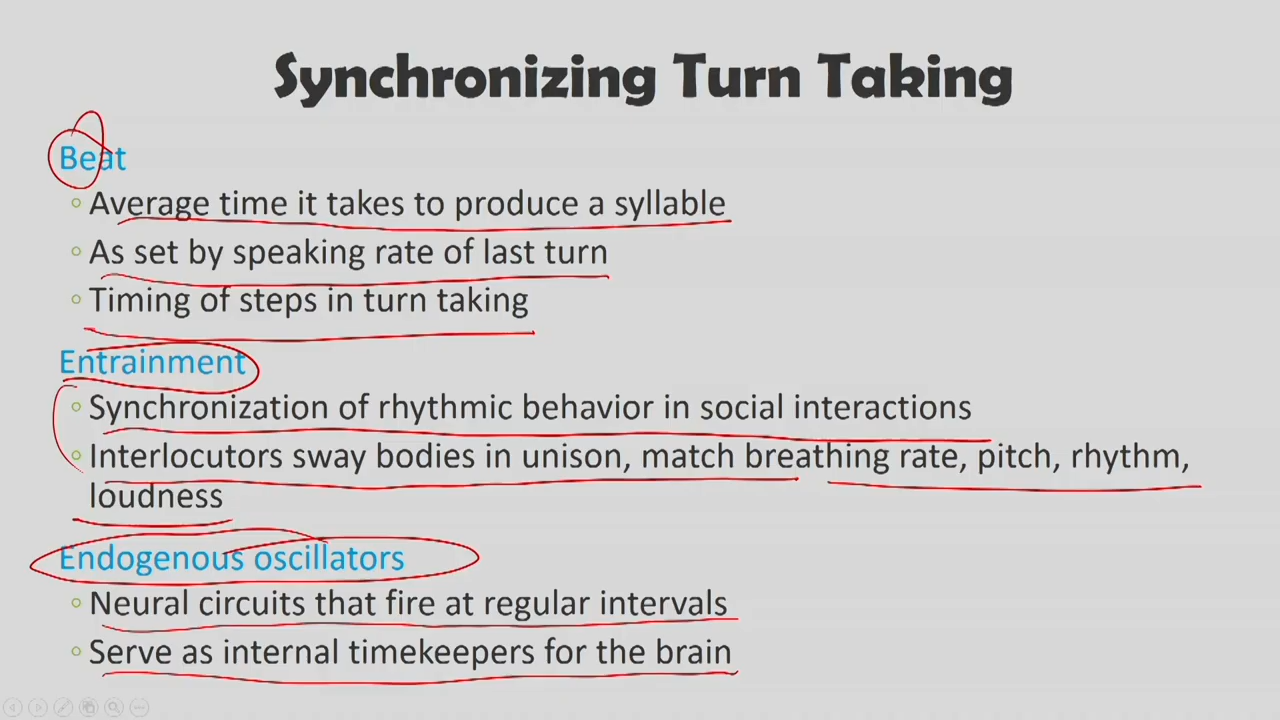 Synchronizing Turn Taking
Beat
Average time it takes to produce a syllable
As set by speaking rate of last turn
Timing of steps in turn taking
Entrainment
Synchronization of rhythmic behavior in social interactions
Interlocutors sway bodies in unison, match breathing rate, pitch, rhythm,
loudness
Endogenous oscillators
Neural circuits that fire at regular intervals
Serve as internal timekeepers for the brain